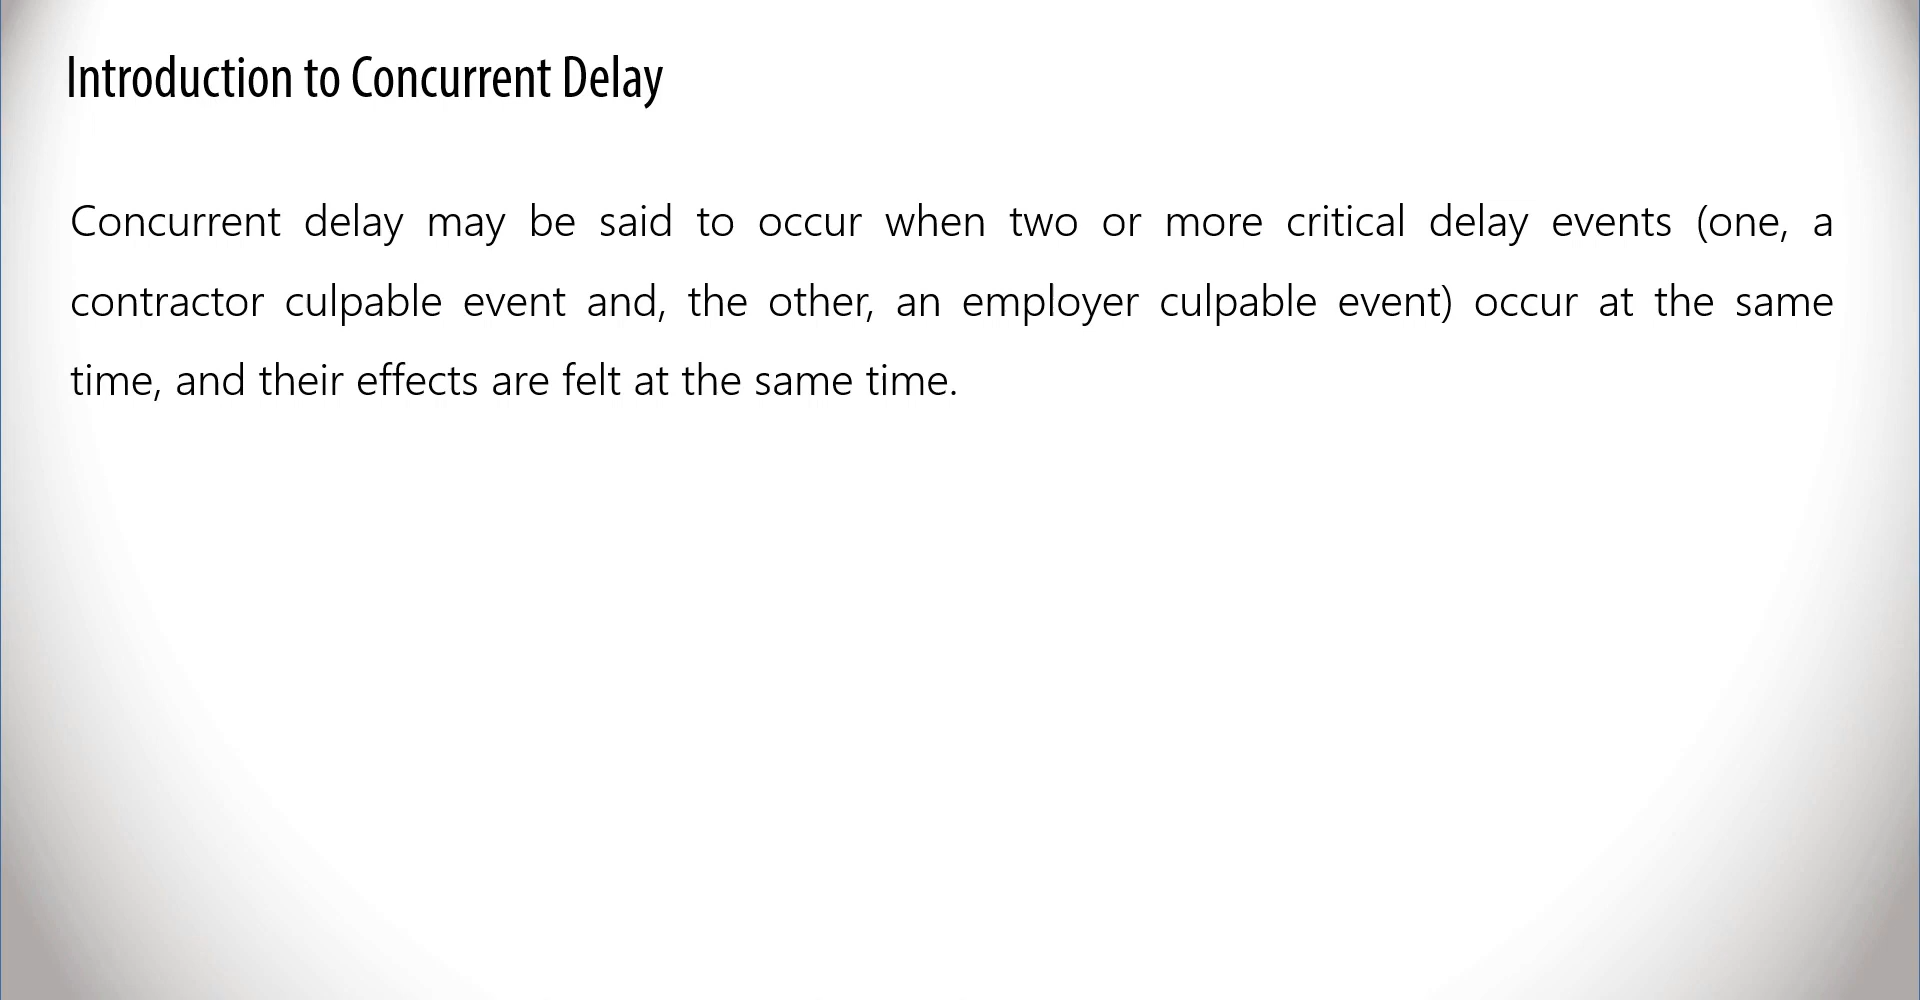 Introduction to Concurrent Delay
Concurrent delay may be said to occur when two or more critical delay events (one, a
contractor culpable event and, the other, an employer culpable event) occur at the same
time, and their effects are felt at the same time.